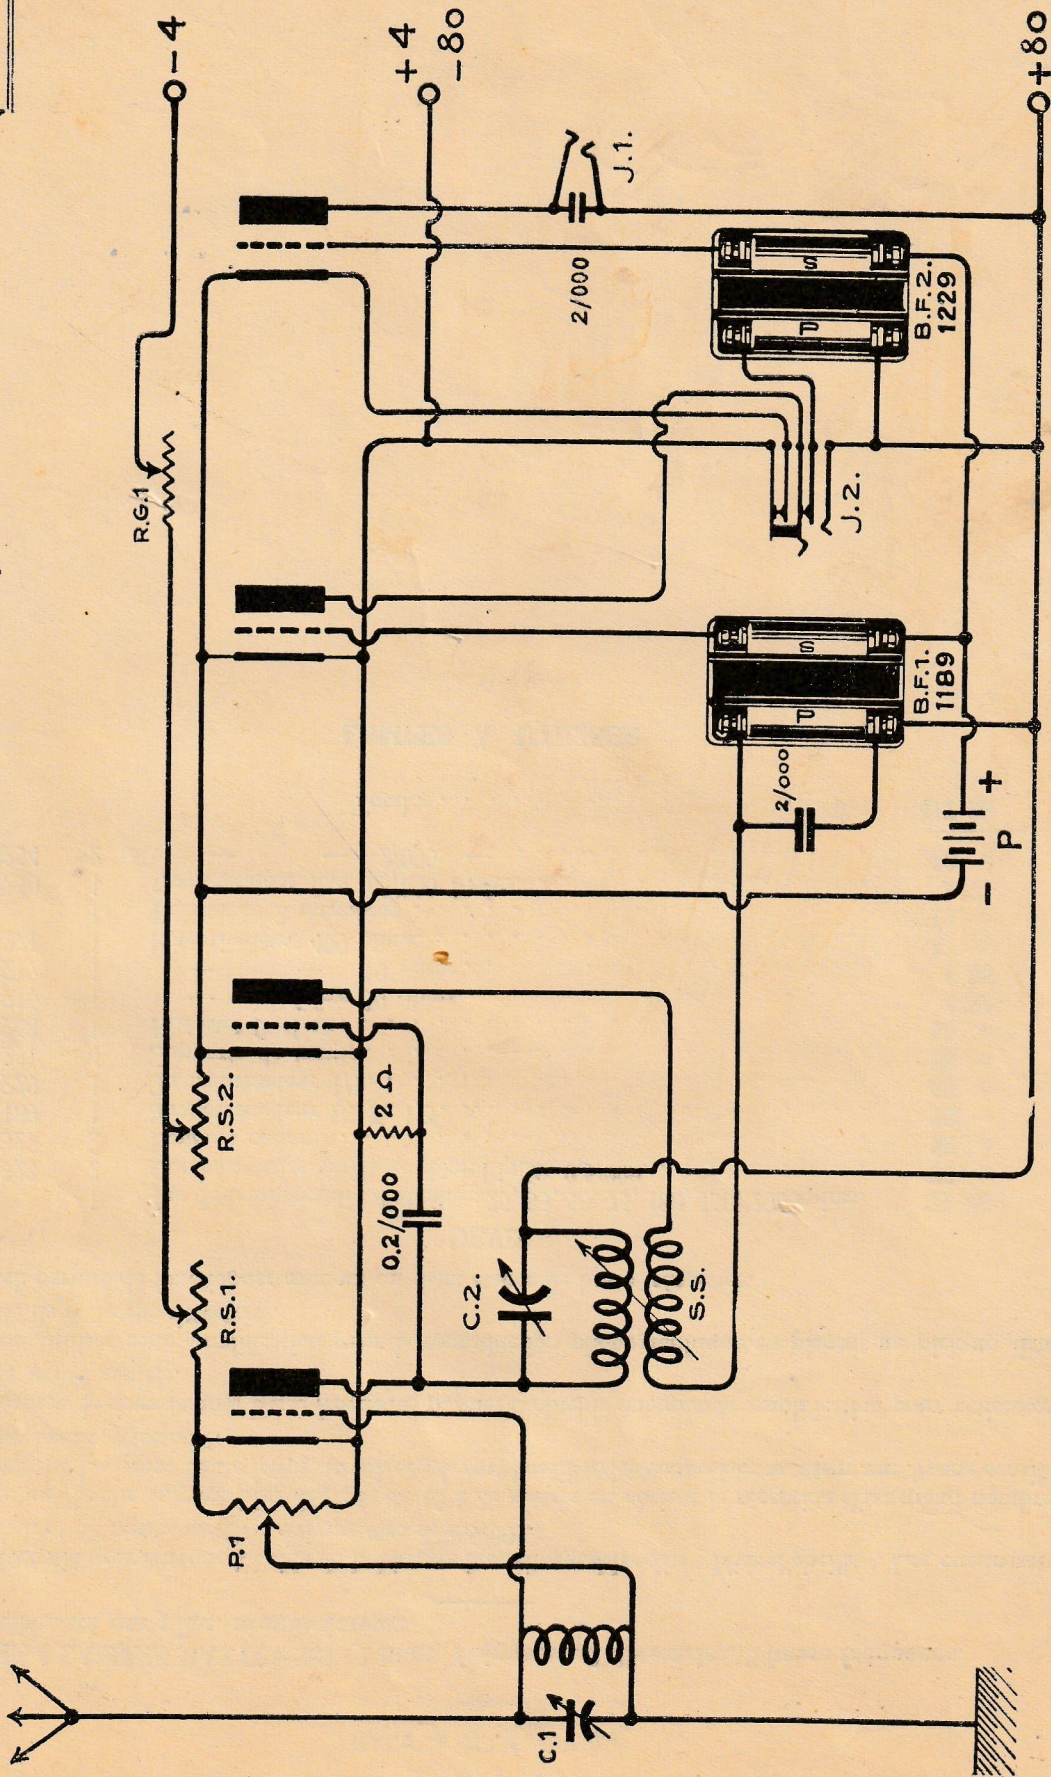 - 4
+ 4
- 80
+ 80
J.1.
2/000
S
P
B.F.2.
1229
R.G.1
J.2.
S
P
B.F.1.
1189
2/000
+
P
-
R.S.2.
2 Ω
0.2/000
C.2.
S.S.
R.S.1.
P.1
C.1